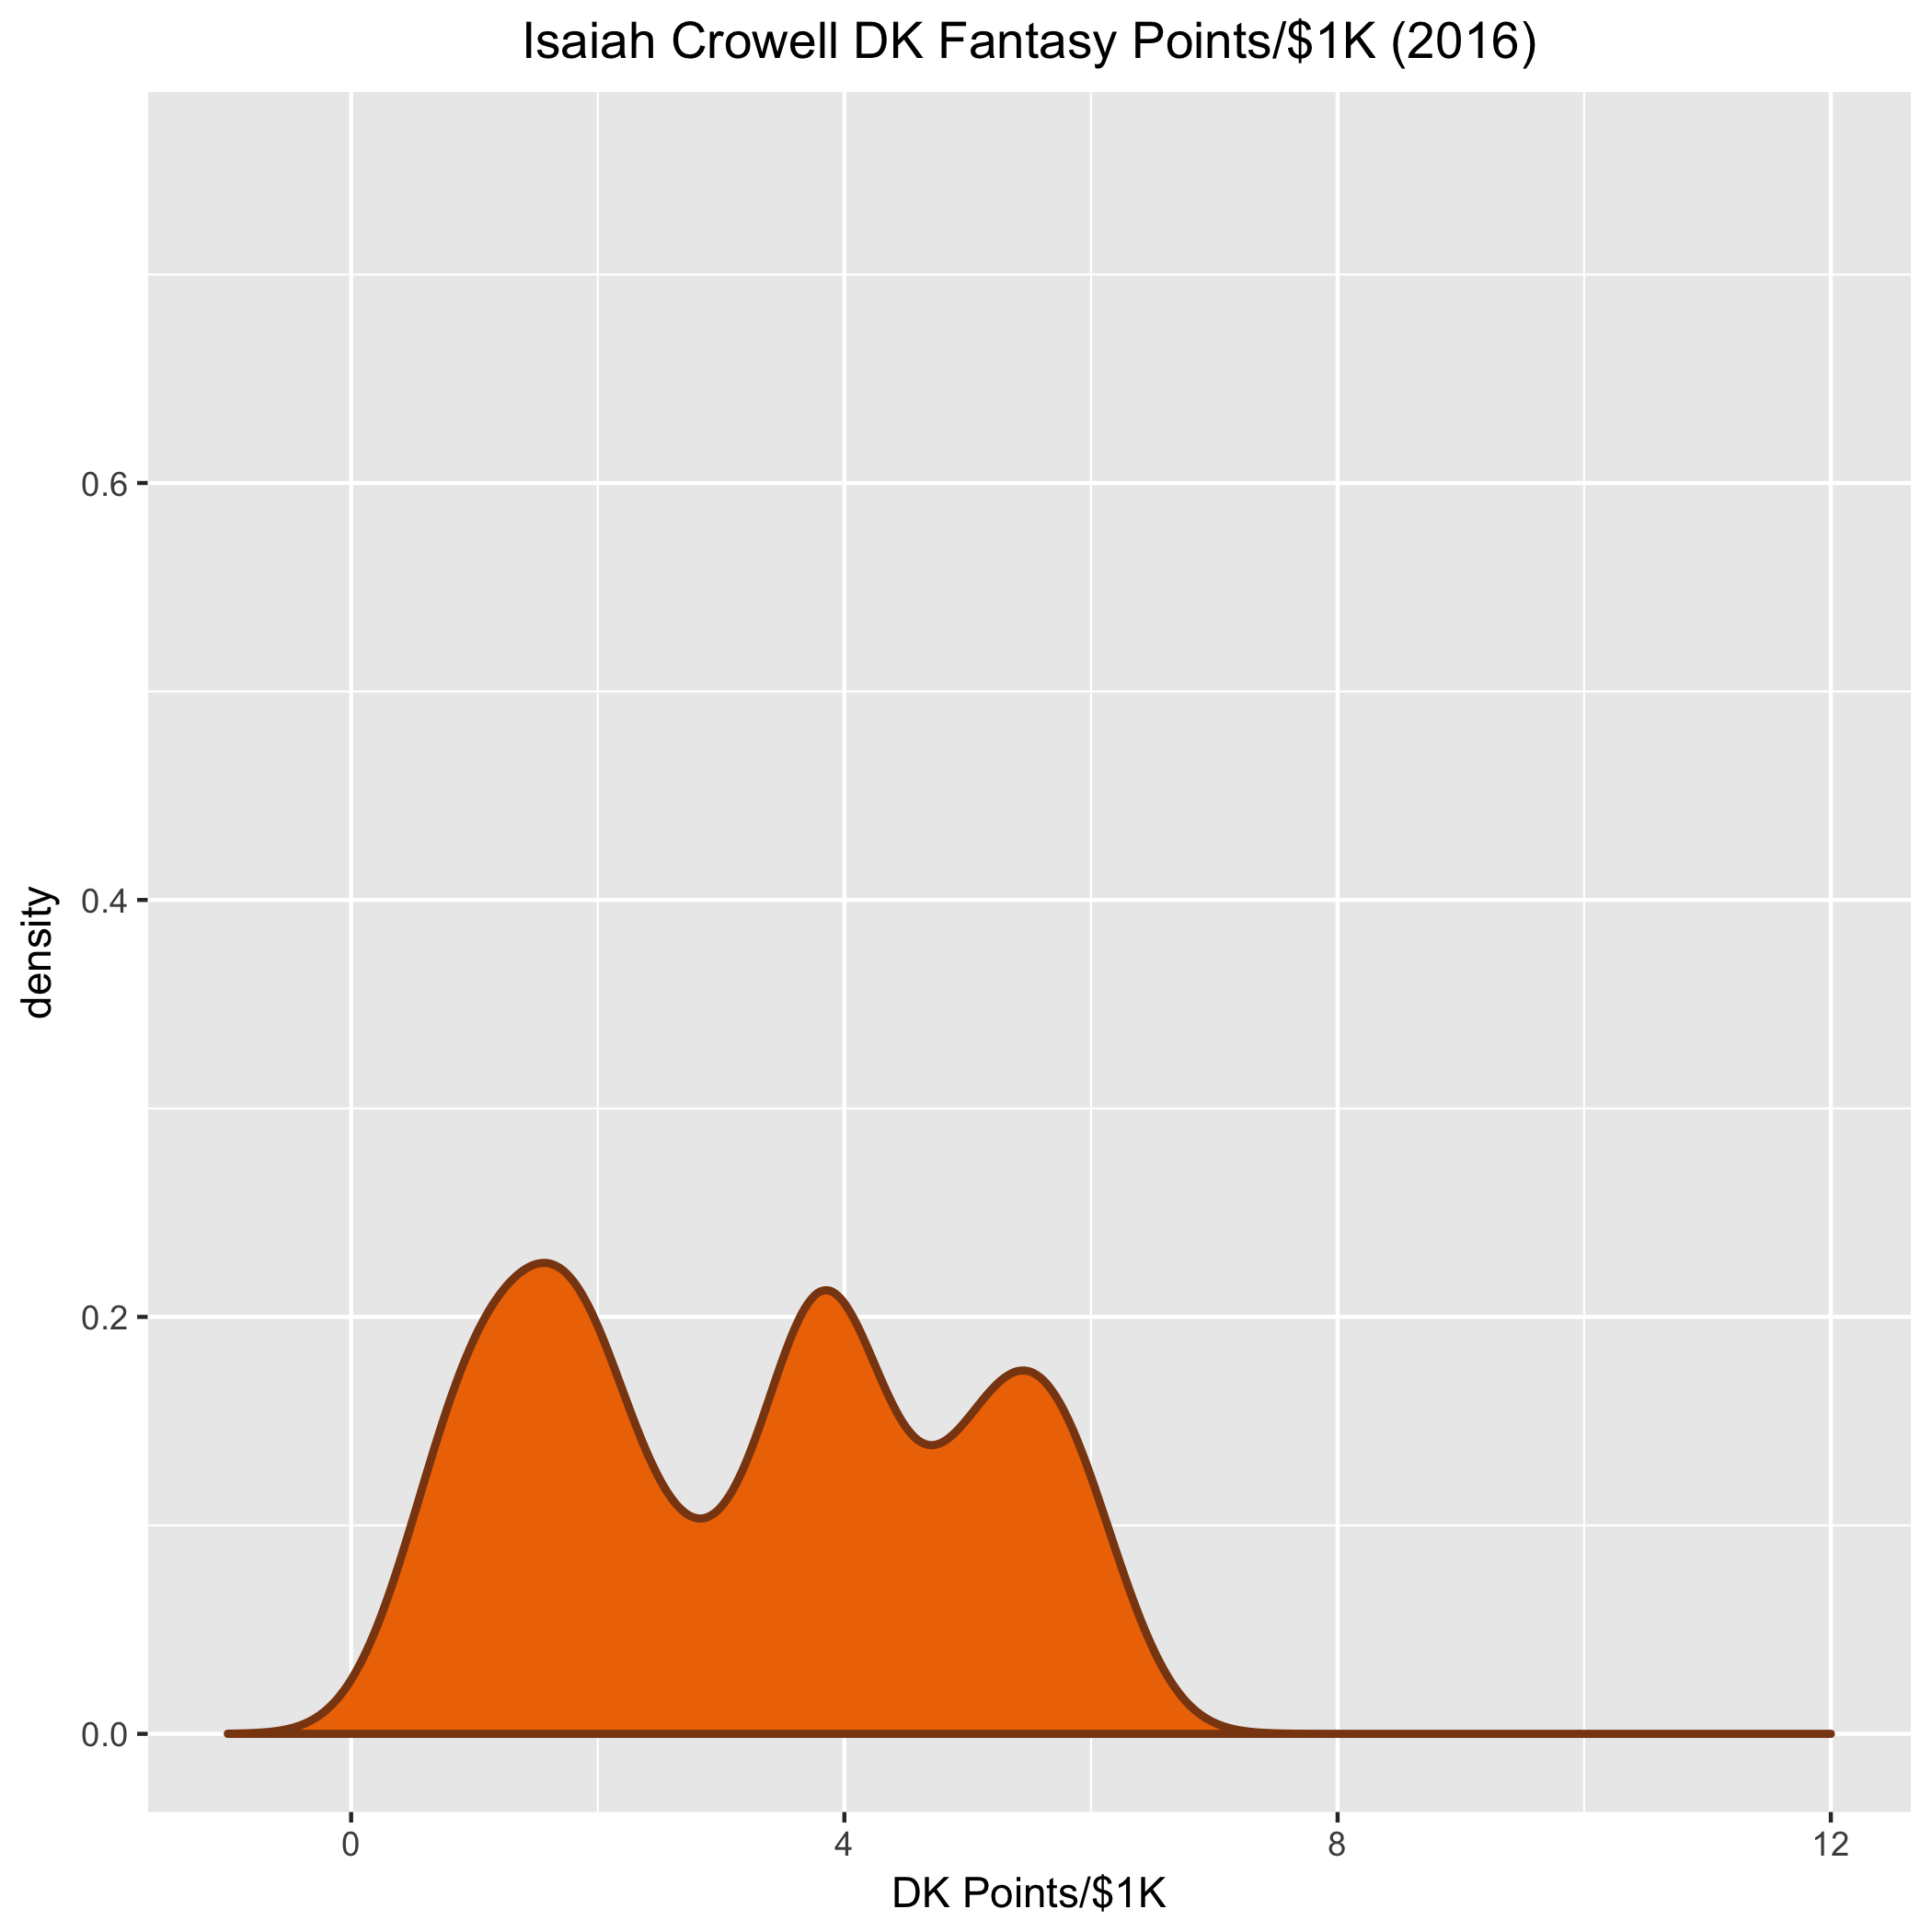 Isaiah Crowell DK Fantasy Points/$1K (2016)
density
0.6
0.4
0.2
0.0
0 4 8 12
DK Points/$1K